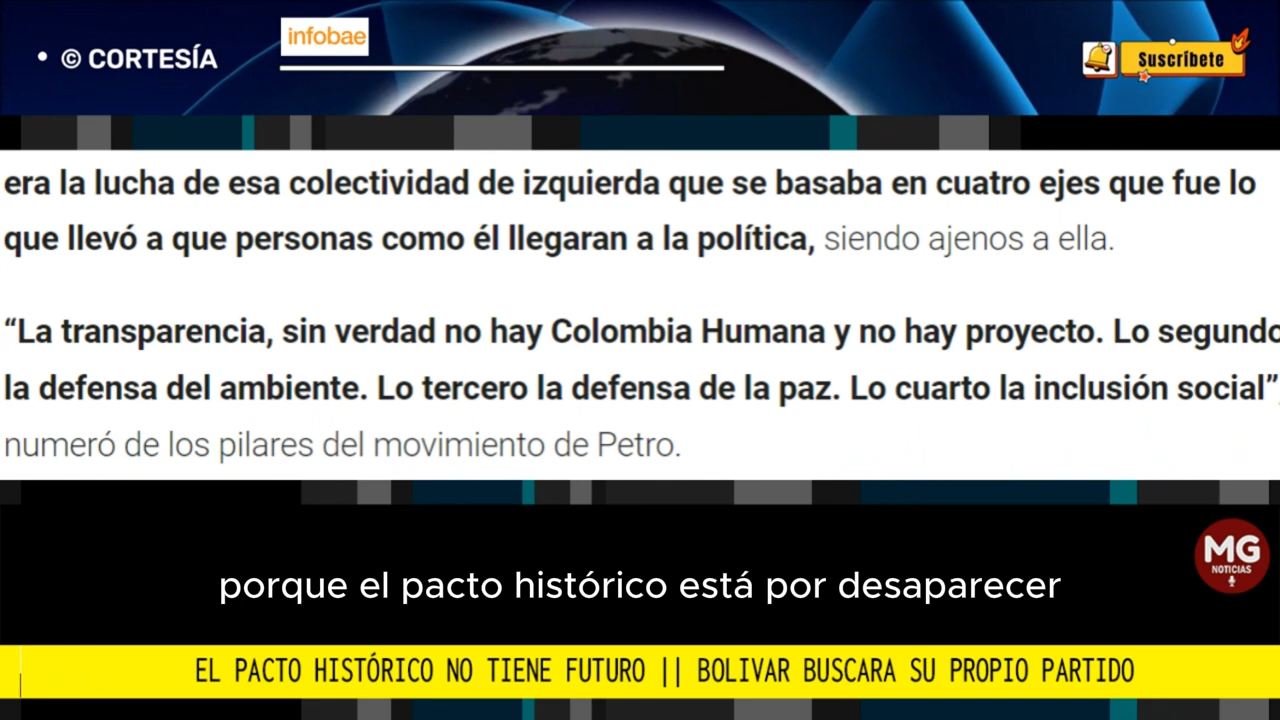 • © CORTESÍA
infobae
Suscríbete
era la lucha de esa colectividad de izquierda que se basaba en cuatro ejes que fue lo
que llevó a que personas como él llegaran a la política, siendo ajenos a ella.
“La transparencia, sin verdad no hay Colombia Humana y no hay proyecto. Lo segundo
la defensa del ambiente. Lo tercero la defensa de la paz. Lo cuarto la inclusión social”,
numeró de los pilares del movimiento de Petro.
MG
NOTICIAS
porque el pacto histórico está por desaparecer
EL PACTO HISTÓRICO NO TIENE FUTURO || BOLIVAR BUSCARA SU PROPIO PARTIDO